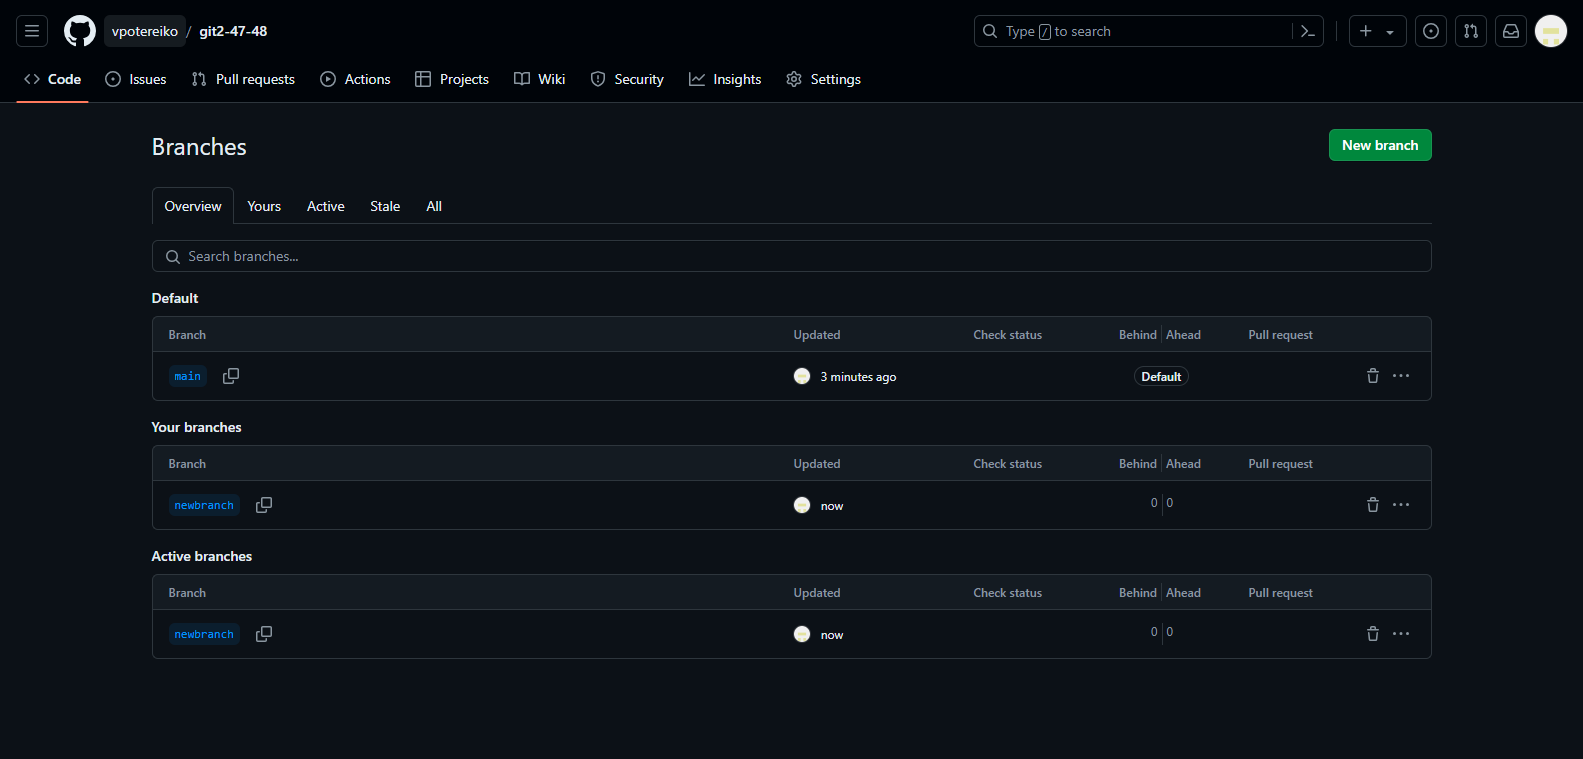 vpotereiko / git2-47-48
Type / to search
Code Issues Pull requests Actions Projects Wiki Security Insights Settings
Branches
New branch
Overview Yours Active Stale All
Search branches...
Default
Branch Updated Check status Behind Ahead Pull request
main 3 minutes ago Default
Your branches
Branch Updated Check status Behind Ahead Pull request
newbranch now 0 0
Active branches
Branch Updated Check status Behind Ahead Pull request
newbranch now 0 0